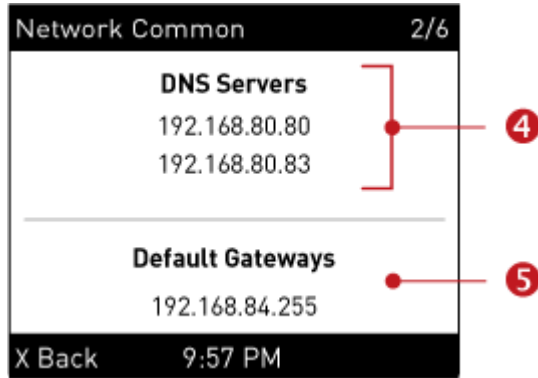 Network Common 2/6
DNS Servers
192.168.80.80
192.168.80.83
4
Default Gateways
5
192.168.84.255
X Back 9:57 PM